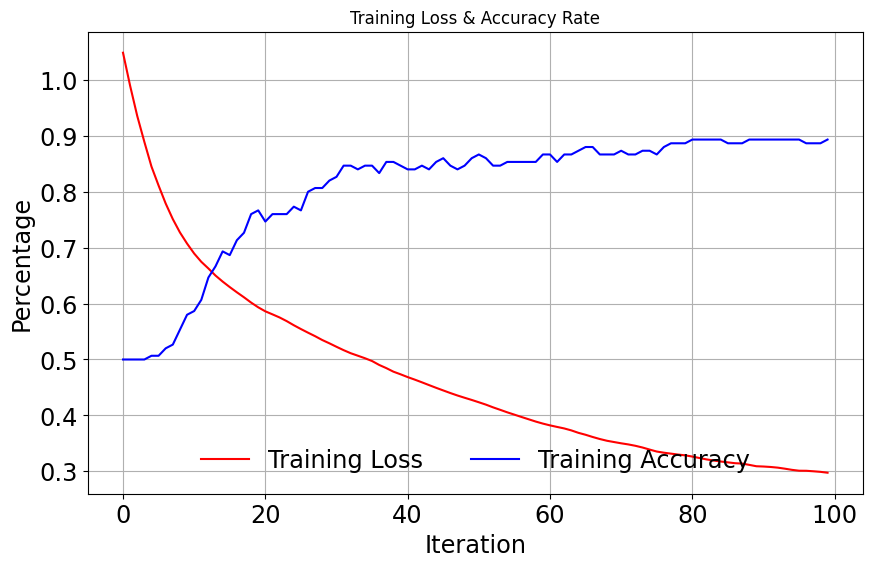 Training Loss & Accuracy Rate
Percentage
1.0
0.9
0.8
0.7
0.6
0.5
0.4
0.3
Training Loss Training Accuracy
0 20 40 60 80 100
Iteration